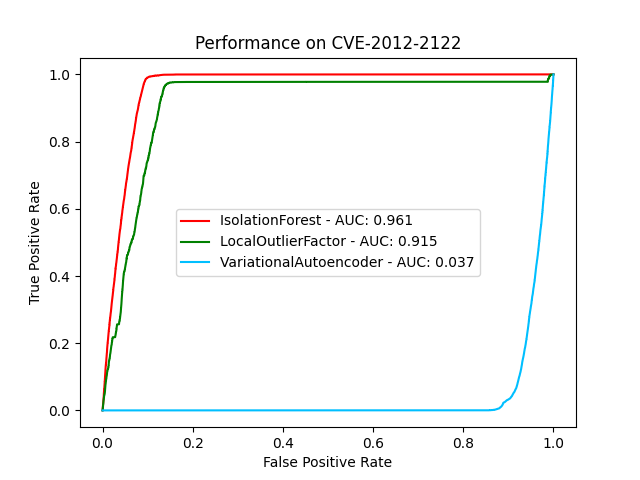 Performance on CVE-2012-2122
1.0
0.8
0.6
0.4
0.2
0.0
True Positive Rate
IsolationForest - AUC: 0.961
LocalOutlierFactor - AUC: 0.915
VariationalAutoencoder - AUC: 0.037
0.0 0.2 0.4 0.6 0.8 1.0
False Positive Rate